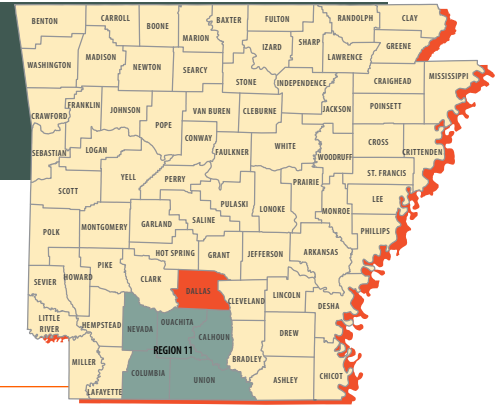 BENTON
CARROLL
BOONE
BAXTER
FULTON
RANDOLPH
CLAY
MARION
IZARD
SHARP
GREENE
LAWRENCE
WASHINGTON
MADISON
NEWTON
SEARCY
STONE
INDEPENDENCE
CRAIGHEAD
MISSISSIPPI
CRAWFORD
FRANKLIN
JOHNSON
POPE
VAN BUREN
CLEBURNE
JACKSON
POINSETT
SEBASTIAN
LOGAN
CONWAY
FAULKNER
WHITE
WOODRUFF
CROSS
CRITTENDEN
SCOTT
YELL
PERRY
PRAIRIE
ST. FRANCIS
PULASKI
LONOKE
MONROE
LEE
POLK
MONTGOMERY
GARLAND
SALINE
PHILLIPS
HOT SPRING
GRANT
JEFFERSON
ARKANSAS
SEVIER
HOWARD
PIKE
CLARK
DALLAS
CLEVELAND
LINCOLN
DESHA
LITTLE
RIVER
HEMPSTEAD
NEVADA
OUACHITA
CALHOUN
DREW
REGION 11
BRADLEY
MILLER
COLUMBIA
UNION
ASHLEY
CHICOT
LAFAYETTE